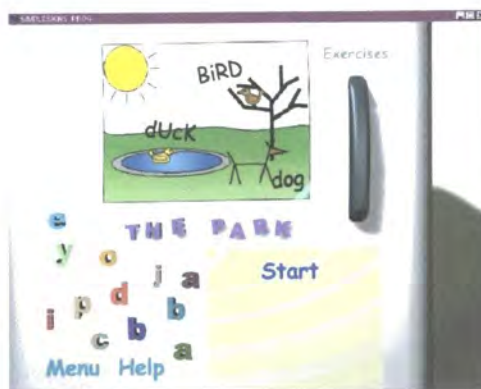 Exercises
BiRD
dUcK
dog
THE PARK
Start
e
y o j a
i p d b
c b a
Menu Help